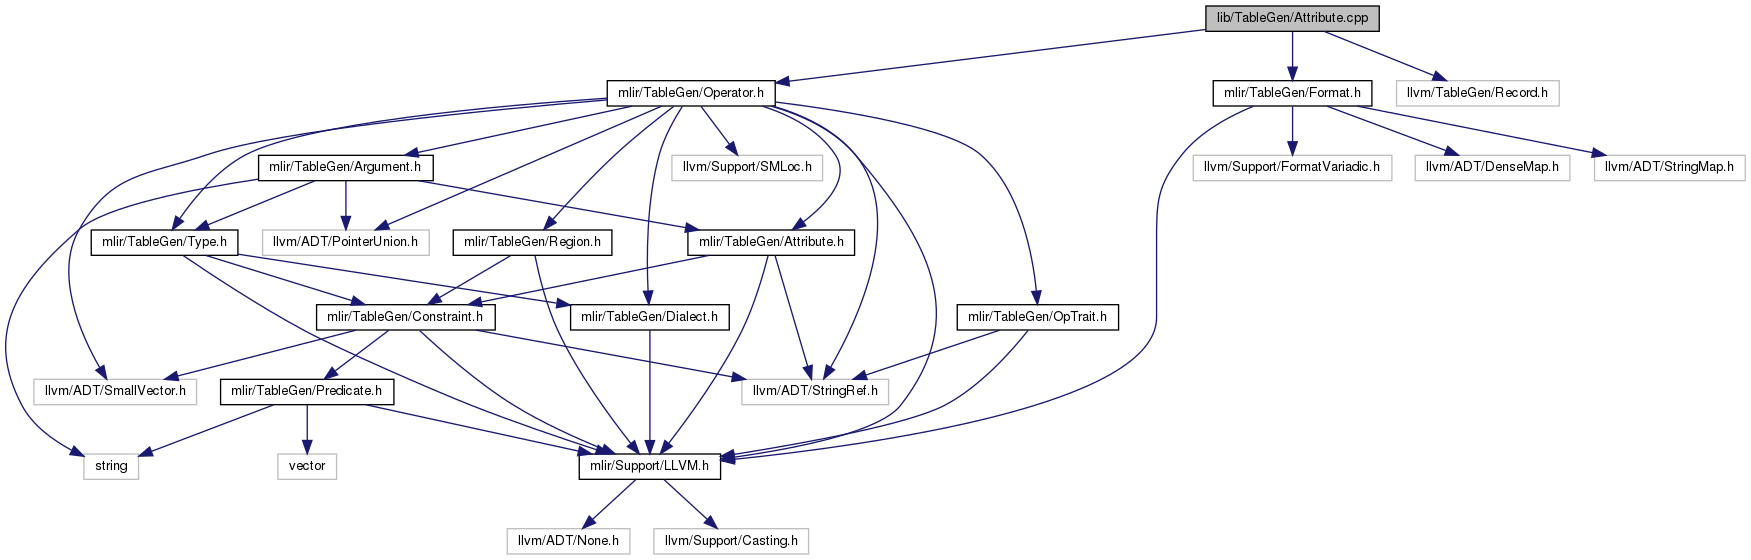 lib/TableGen/Attribute.cpp
mlir/TableGen/Operator.h
mlir/TableGen/Format.h
llvm/TableGen/Record.h
mlir/TableGen/Argument.h
llvm/Support/SMLoc.h
llvm/Support/FormatVariadic.h
llvm/ADT/DenseMap.h
llvm/ADT/StringMap.h
mlir/TableGen/Type.h
llvm/ADT/PointerUnion.h
mlir/TableGen/Region.h
mlir/TableGen/Attribute.h
mlir/TableGen/Constraint.h
mlir/TableGen/Dialect.h
mlir/TableGen/OpTrait.h
llvm/ADT/SmallVector.h
mlir/TableGen/Predicate.h
llvm/ADT/StringRef.h
string
vector
mlir/Support/LLVM.h
llvm/ADT/None.h
llvm/Support/Casting.h